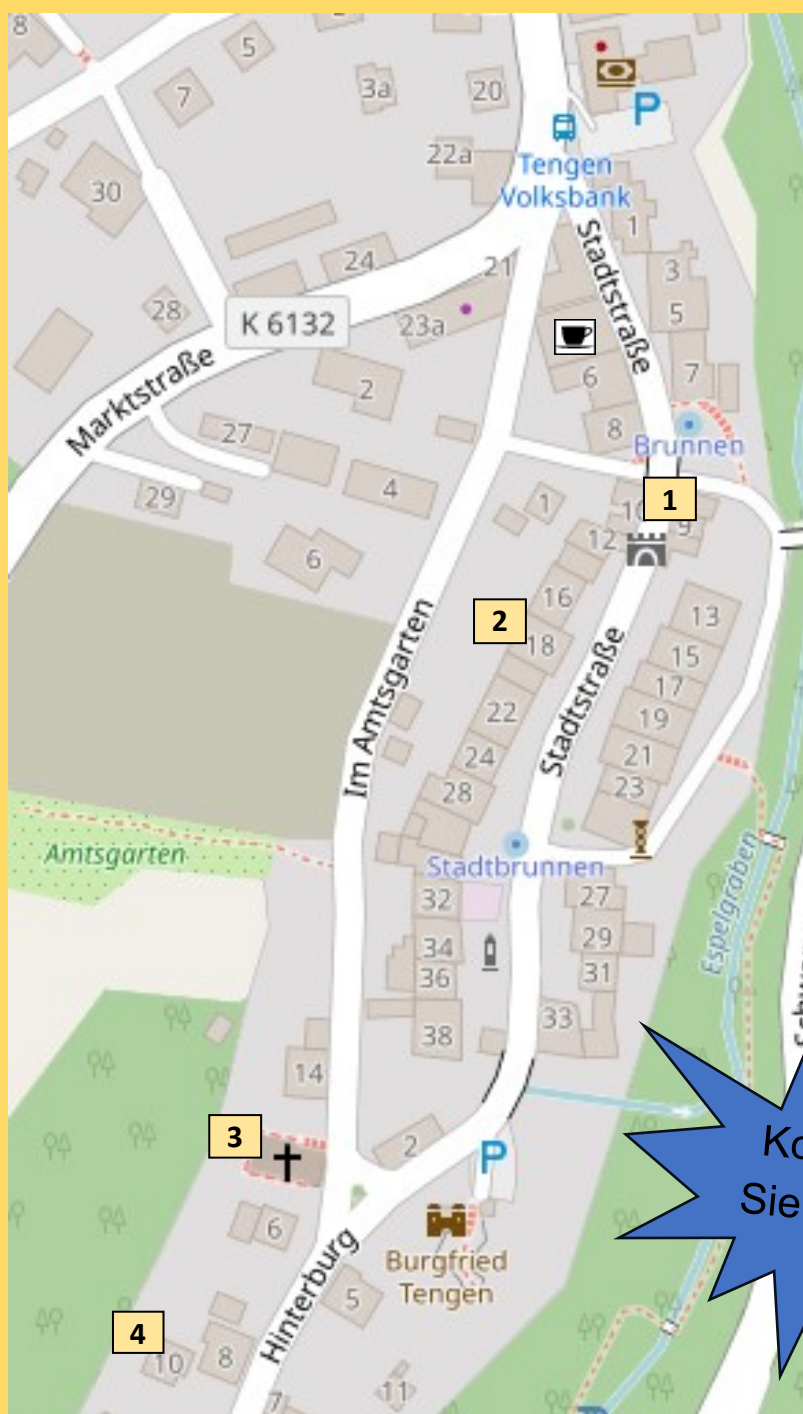 8
5
7
3a
20
P
22a
Tengen
Volksbank
30
1
Stadtstraße
24
21
3
28
K 6132
23a
5
2
6
7
Marktstraße
27
8
Brunnen
4
29
1
1
10
9
12
6
16
2
18
13
15
17
Im Amtsgarten
22
Stadtstraße
19
24
21
28
23
Amtsgarten
Stadtbrunnen
32
27
Espelgraben
34
29
36
31
38
33
14
3
2
P
Ko
Sie
6
Burgfried
Tengen
Hinterburg
5
4
10
8
7
11